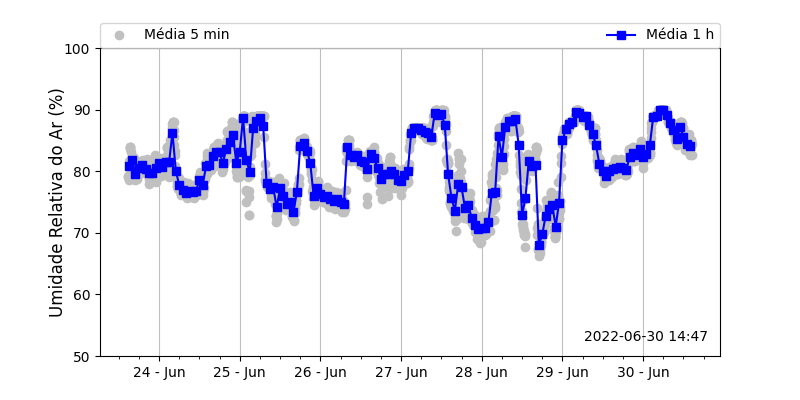 Média 5 min
Média 1 h
Umidade Relativa do Ar (%)
100
90
80
70
60
50
2022-06-30 14:47
24 - Jun
25 - Jun
26 - Jun
27 - Jun
28 - Jun
29 - Jun
30 - Jun